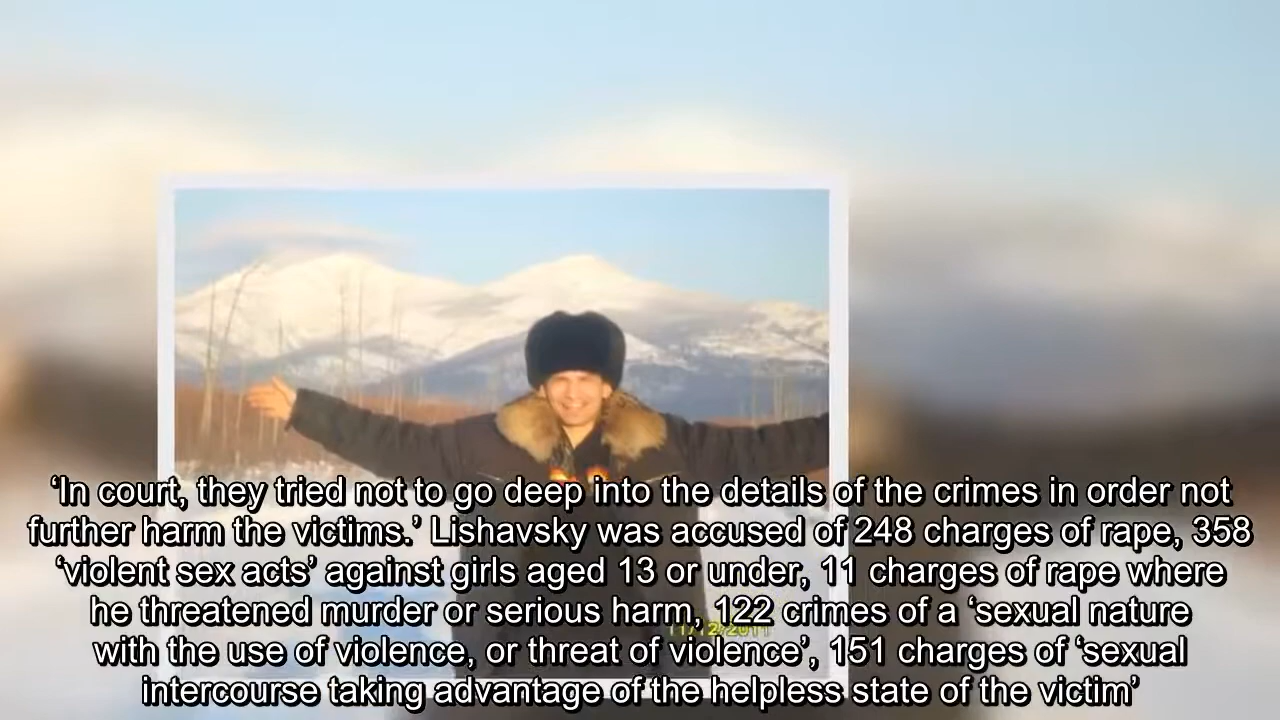 ‘In court, they tried not to go deep into the details of the crimes in order not
further harm the victims.’ Lishavsky was accused of 248 charges of rape, 358
‘violent sex acts’ against girls aged 13 or under, 11 charges of rape where
he threatened murder or serious harm, 122 crimes of a ‘sexual nature
with the use of violence, or threat of violence’, 151 charges of ‘sexual
intercourse taking advantage of the helpless state of the victim’